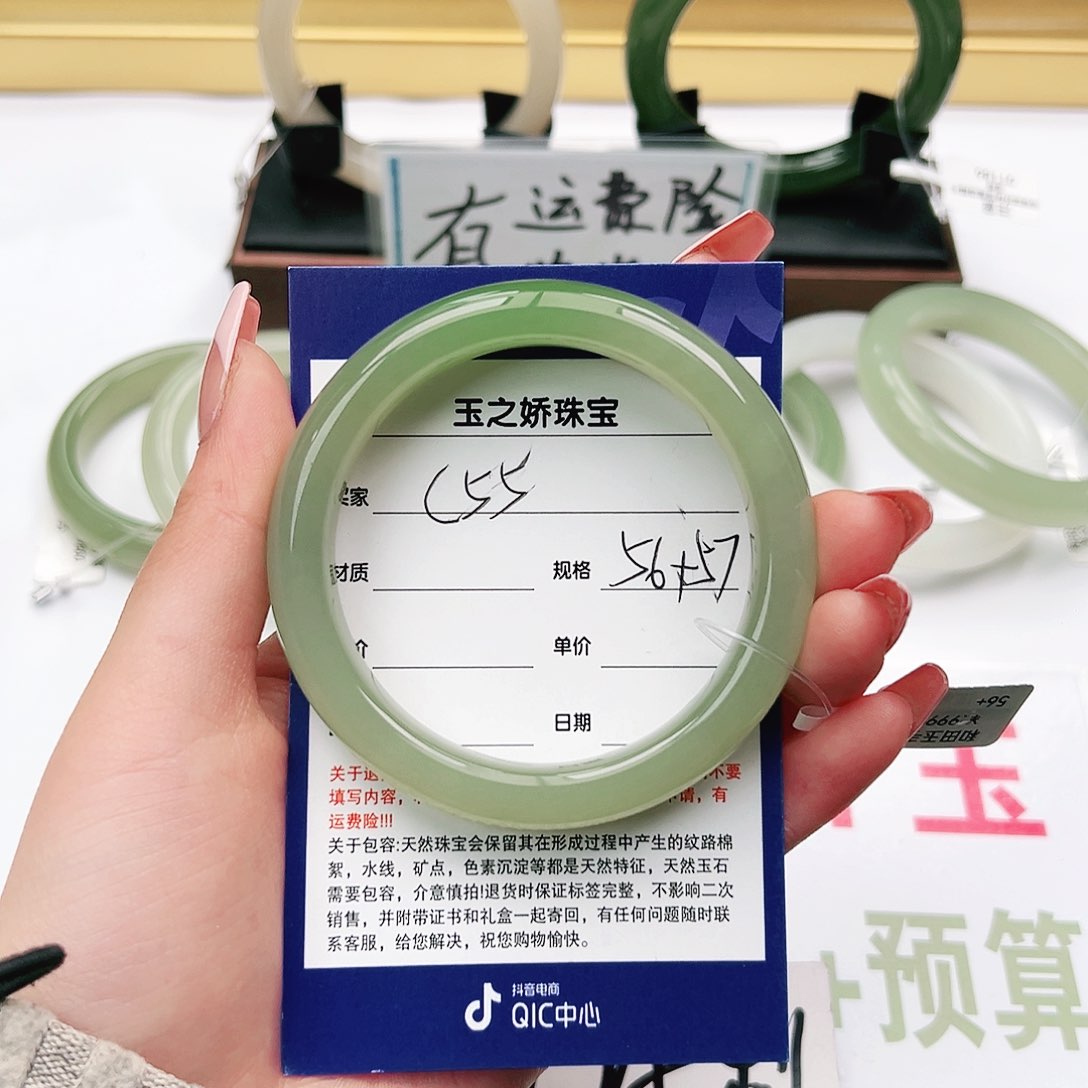 有运费险
玉之娇珠宝
C55
材质
规格 56+57
单价
日期
填写内容，
运费险!!!
关于包容:天然珠宝会保留其在形成过程中产生的纹路棉
絮，水线，矿点，色素沉淀等都是天然特征，天然玉石
需要包容，介意慎拍!退货时保证标签完整，不影响二次
销售，并附带证书和礼盒一起寄回，有任何问题随时联
系客服，给您解决，祝您购物愉快。
抖音电商
QIC中心
56+
和田玉
玉
+预算